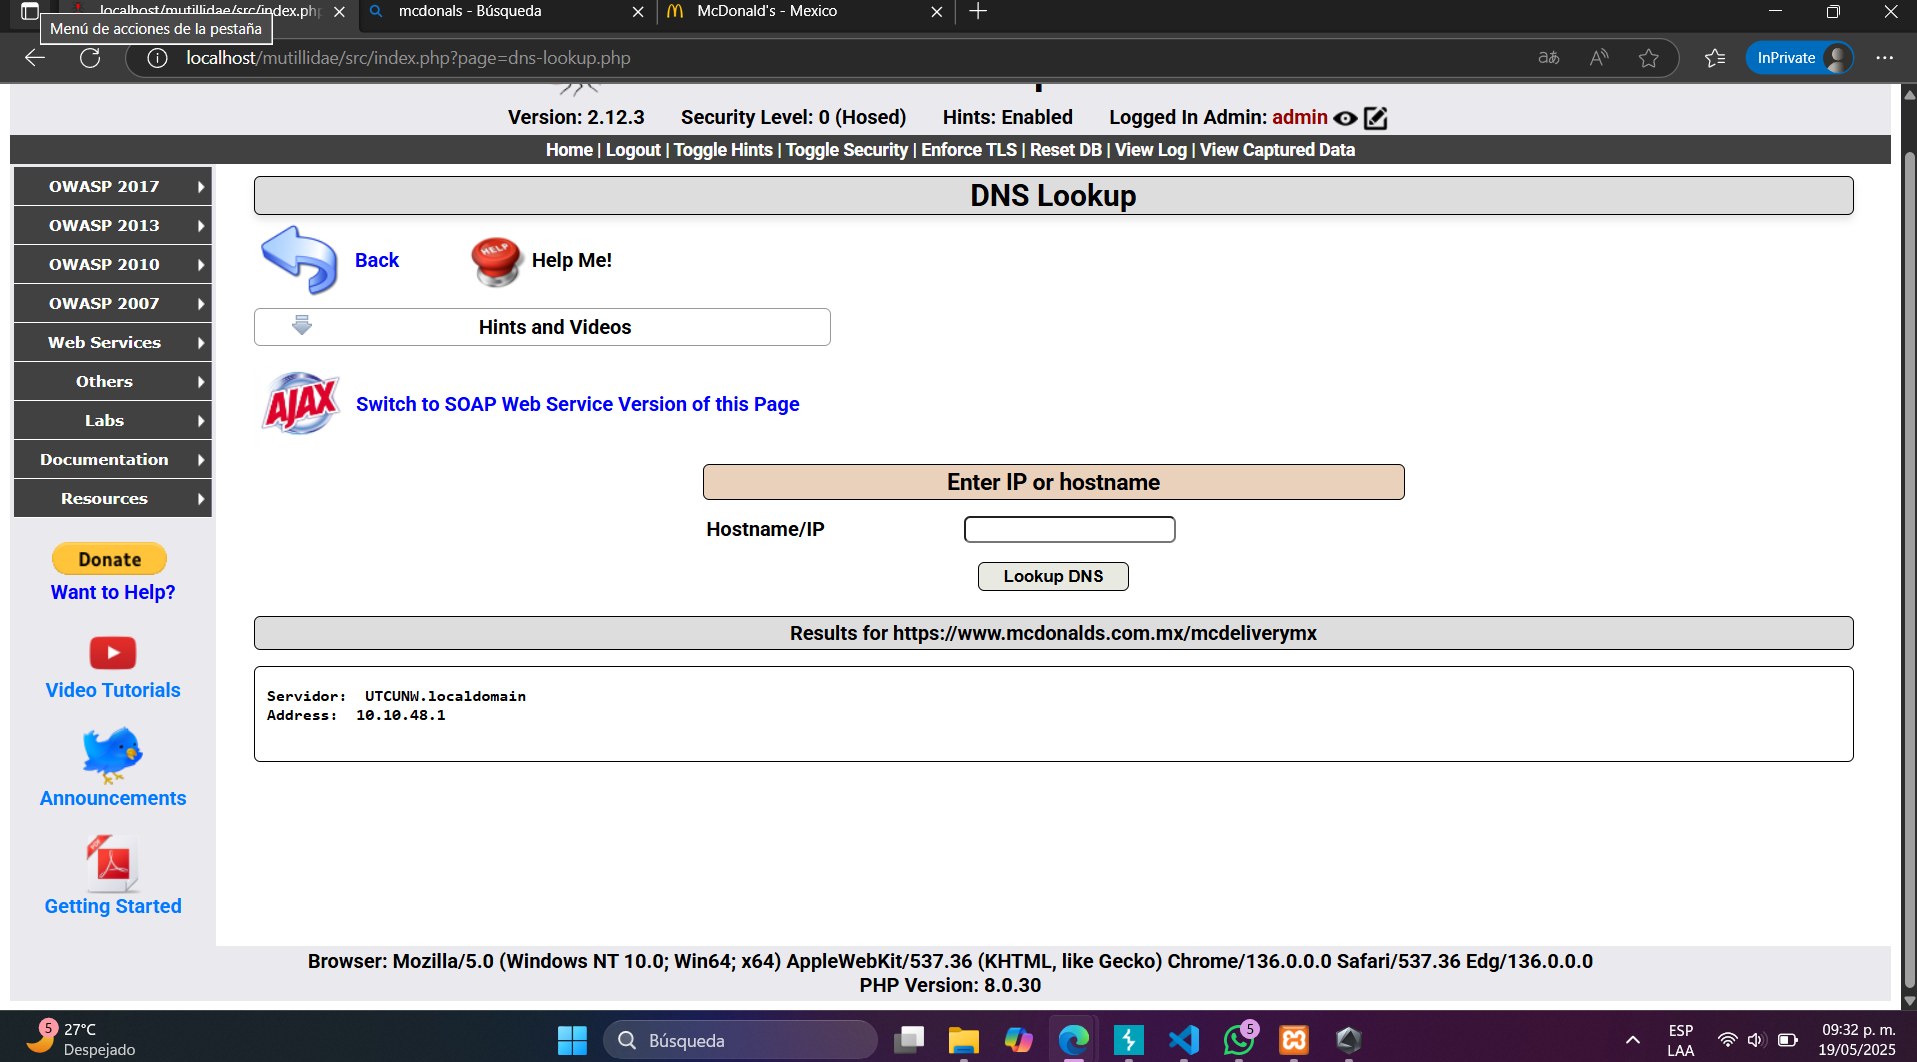 localhost/mutillidae/src/index.php
mcdonals - Búsqueda
McDonald's - Mexico
Menú de acciones de la pestaña
localhost/mutillidae/src/index.php?page=dns-lookup.php
InPrivate
Version: 2.12.3 Security Level: 0 (Hosed) Hints: Enabled Logged In Admin: admin
Home | Logout | Toggle Hints | Toggle Security | Enforce TLS | Reset DB | View Log | View Captured Data
OWASP 2017
OWASP 2013
OWASP 2010
OWASP 2007
Web Services
Others
Labs
Documentation
Resources
Donate
Want to Help?
Video Tutorials
Announcements
PDF
Getting Started
DNS Lookup
Back
HELP
Help Me!
Hints and Videos
AJAX
Switch to SOAP Web Service Version of this Page
Enter IP or hostname
Hostname/IP
Lookup DNS
Results for https://www.mcdonalds.com.mx/mcdeliverymx
Servidor: UTCUNW.localdomain
Address: 10.10.48.1
Browser: Mozilla/5.0 (Windows NT 10.0; Win64; x64) AppleWebKit/537.36 (KHTML, like Gecko) Chrome/136.0.0.0 Safari/537.36 Edg/136.0.0.0
PHP Version: 8.0.30
5
27°C
Despejado
Búsqueda
5
ESP
LAA
09:32 p. m.
19/05/2025